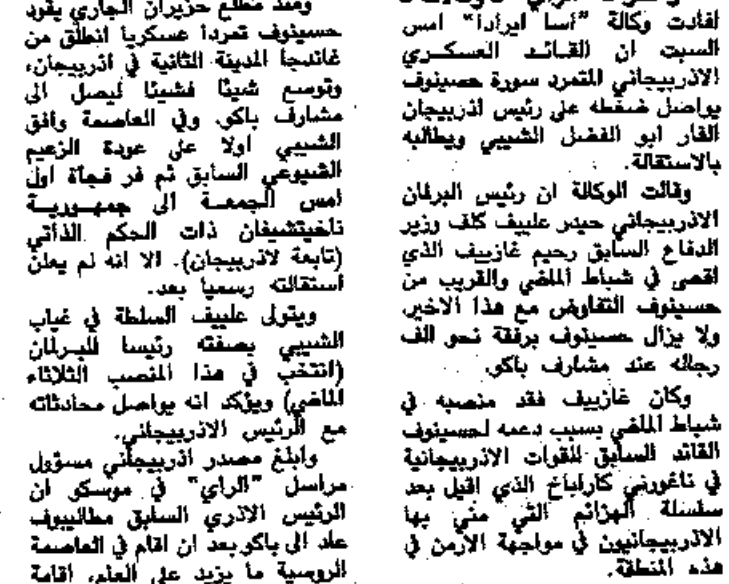 افادت وكالة "أسا ايرادا" امس
السبت ان القائد العسكري
الاذربيجاني المتمرد سورة حسينوف
يواصل ضغطه على رئيس اذربيجان
الفار ابو الفضل الشيبي ويطالبه
بالاستقالة.
وقالت الوكالة ان رئيس البرلمان
الاذربيجاني حيدر علييف كلف وزير
الدفاع السابق رحيم غازييف الذي
اقصي في شباط الماضي والقريب من
حسينوف التفاوض مع هذا الاخير.
ولا يزال حسينوف برفقة نحو الف
رجاله عند مشارف باكو.
وكان غازييف فقد منصبه في
شباط الماضي بسبب دعمه لحسينوف
القائد السابق للقوات الاذربيجانية
في ناغورني كاراباخ الذي اقيل بعد
سلسلة الهزائم التي مني بها
الاذربيجانيون في مواجهة الارمن في
هذه المنطقة.
ومنذ مطلع حزيران الجاري يقود
حسينوف تمردا عسكريا انطلق من
غاندجا المدينة الثانية في اذربيجان،
وتوسع شيئا فشيئا ليصل الى
مشارف باكو. وفي العاصمة وافق
الشيبي اولا على عودة الزعيم
الشيوعي السابق ثم فر فجأة اول
امس الجمعة الى جمهورية
ناخيتشيفان ذات الحكم الذاتي
(تابعة لاذربيجان). الا انه لم يعلن
استقالته رسميا بعد.
ويتولى علييف السلطة في غياب
الشيبي بصفته رئيسا للبرلمان
(انتخب في هذا المنصب الثلاثاء
الماضي) ويؤكد انه يواصل محادثاته
مع الرئيس الاذربيجاني.
وابلغ مصدر اذربيجاني مسؤول
مراسل "الراي" في موسكو ان
الرئيس الاذري السابق مطاليبوف
عاد الى باكو بعد ان اقام في العاصمة
الروسية ما يزيد على العام، اقامة